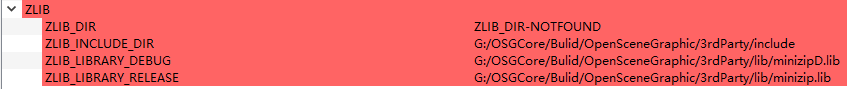 ZLIB
ZLIB_DIR ZLIB_DIR-NOTFOUND
ZLIB_INCLUDE_DIR G:/OSGCore/Bulid/OpenSceneGraphic/3rdParty/include
ZLIB_LIBRARY_DEBUG G:/OSGCore/Bulid/OpenSceneGraphic/3rdParty/lib/minizipD.lib
ZLIB_LIBRARY_RELEASE G:/OSGCore/Bulid/OpenSceneGraphic/3rdParty/lib/minizip.lib